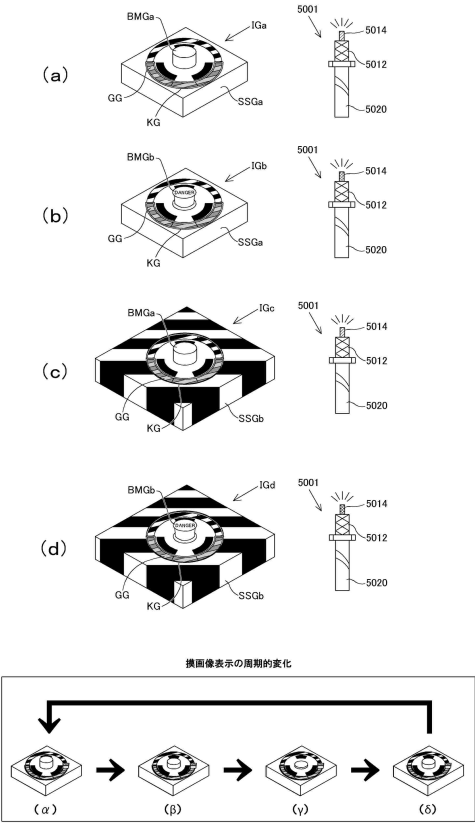 BMGa
IGa
5001
5014
5012
(a)
GG
KG
SSGa
5020
BMGb
IGb
5001
5014
DANGER
5012
(b)
GG
KG
SSGa
5020
BMGa
IGc
5001
5014
5012
(c)
GG
KG
SSGb
5020
BMGb
IGd
5001
5014
DANGER
5012
(d)
GG
KG
SSGb
5020
摸画像表示の周期的変化
(α)
(β)
(γ)
(δ)